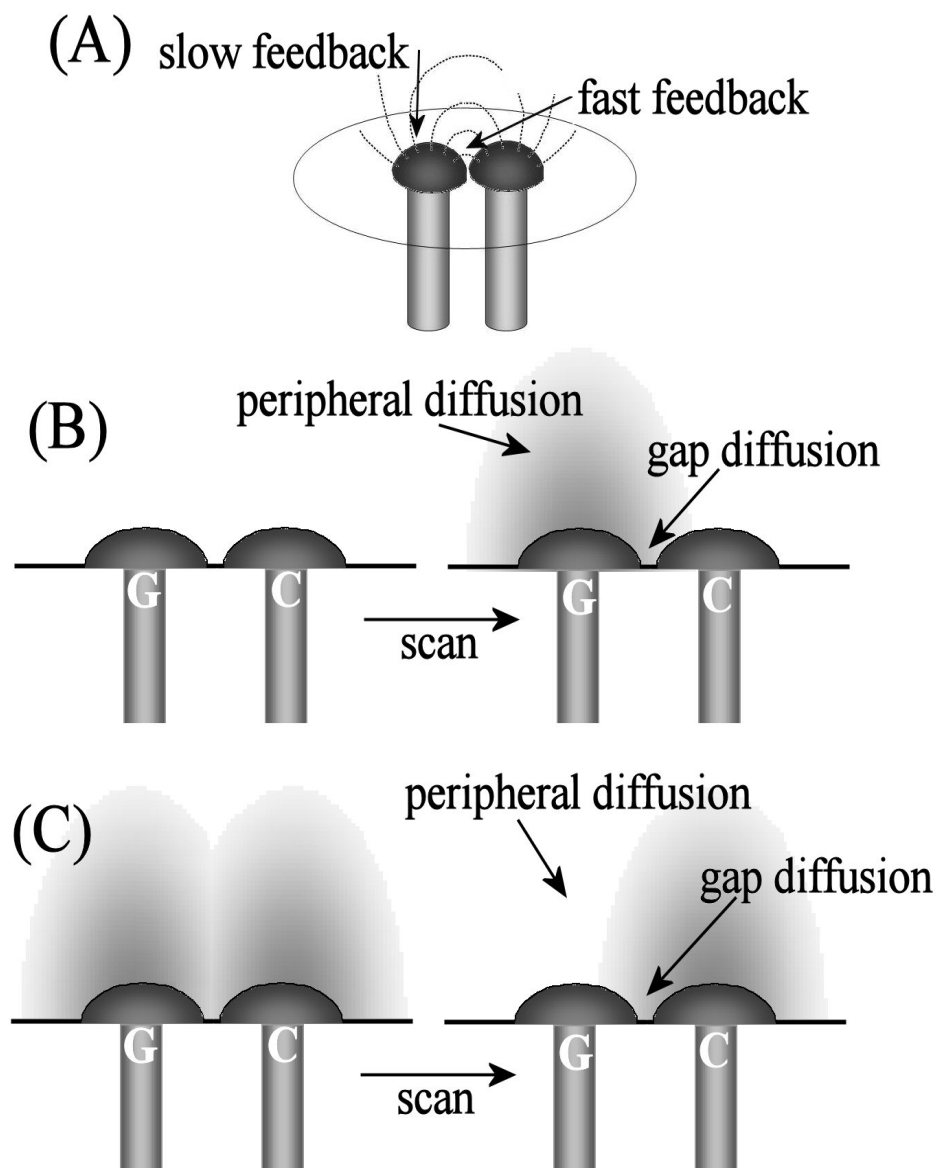 (A)
slow feedback
fast feedback
(B)
peripheral diffusion
gap diffusion
G C G C
scan
(C)
peripheral diffusion
gap diffusion
G C G C
scan